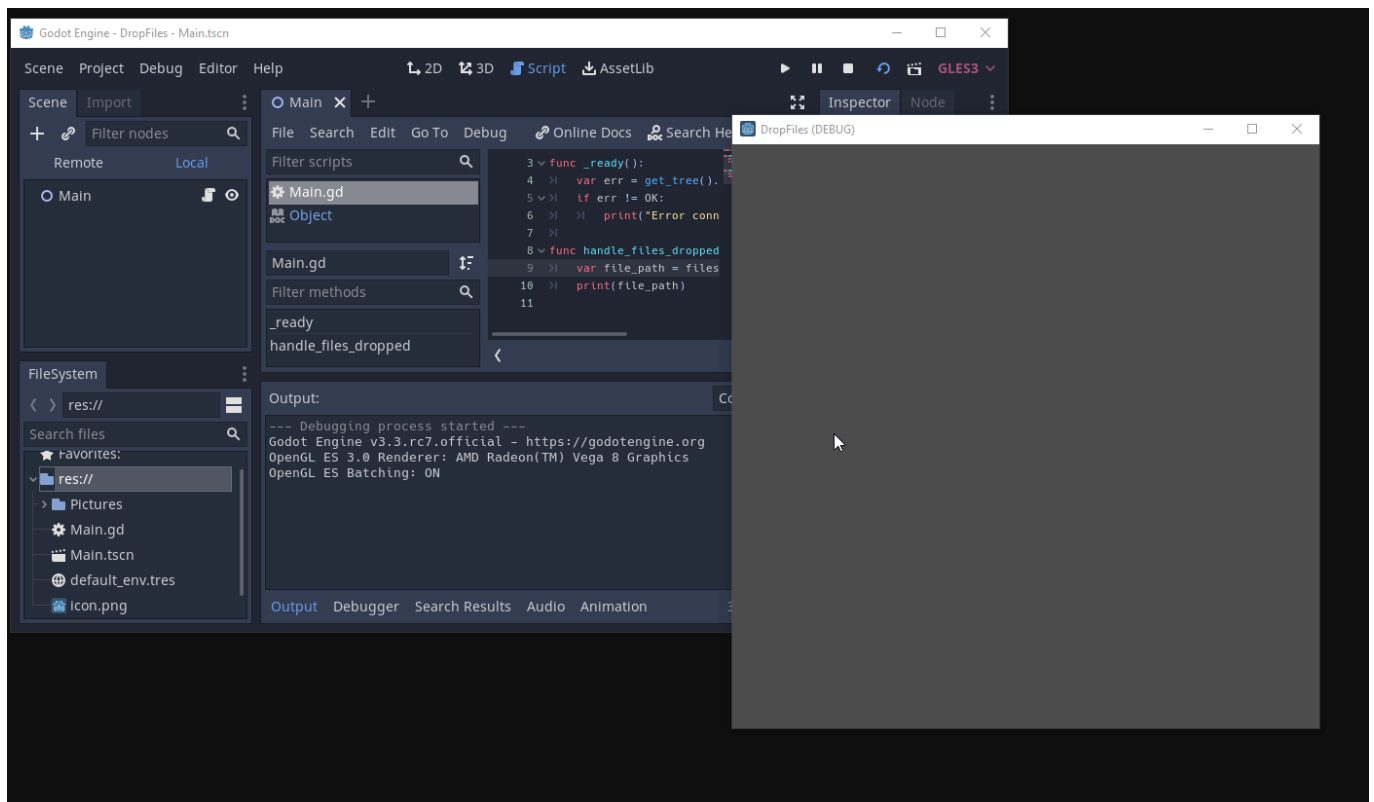 Godot Engine - DropFiles - Main.tscn
Scene Project Debug Editor Help 2D 3D Script AssetLib GLES3
Scene Import
Main
Inspector Node
Filter nodes
File Search Edit Go To Debug Online Docs Search He
DropFiles (DEBUG)
Remote Local
Main
Filter scripts
Main.gd
DOC Object
Main.gd
Filter methods
_ready
handle_files_dropped
3 func _ready():
4 var err = get_tree().
5 if err != OK:
6 print("Error conn
7
8 func handle_files_dropped
9 var file_path = files
10 print(file_path)
11
FileSystem
res://
Search files
Favorites:
res://
Pictures
Main.gd
Main.tscn
default_env.tres
icon.png
Output: Co
--- Debugging process started ---
Godot Engine v3.3.rc7.official - https://godotengine.org
OpenGL ES 3.0 Renderer: AMD Radeon(TM) Vega 8 Graphics
OpenGL ES Batching: ON
Output Debugger Search Results Audio Animation